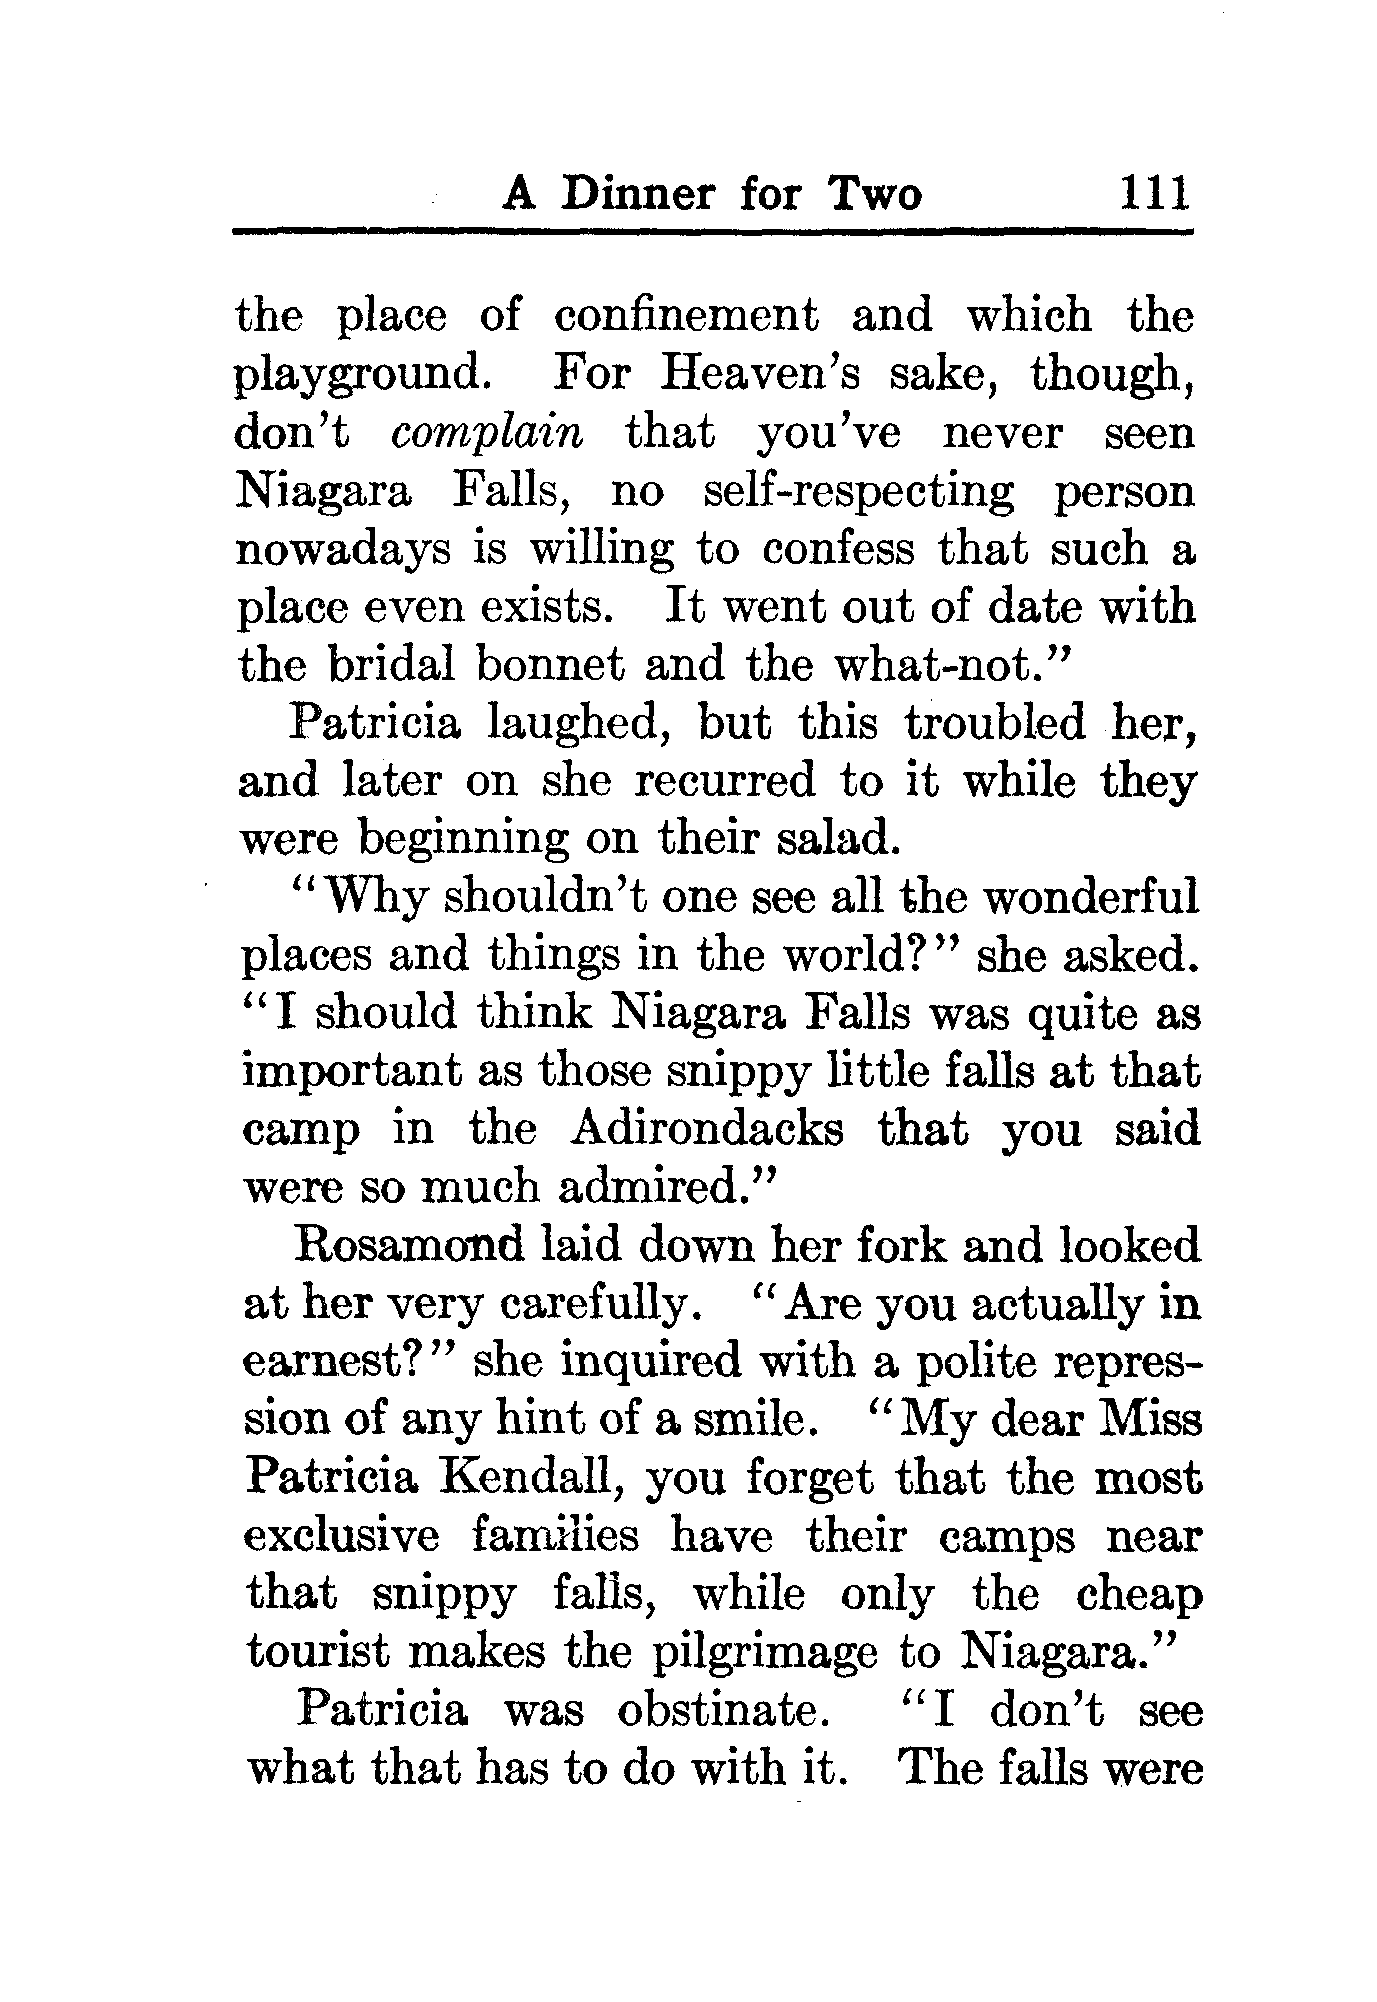 A Dinner for Two 111
the place of confinement and which the
playground. For Heaven's sake, though,
don't complain that you've never seen
Niagara Falls, no self-respecting person
nowadays is willing to confess that such a
place even exists. It went out of date with
the bridal bonnet and the what-not."
Patricia laughed, but this troubled her,
and later on she recurred to it while they
were beginning on their salad.
"Why shouldn't one see all the wonderful
places and things in the world?" she asked.
"I should think Niagara Falls was quite as
important as those snippy little falls at that
camp in the Adirondacks that you said
were so much admired."
Rosamond laid down her fork and looked
at her very carefully. "Are you actually in
earnest?" she inquired with a polite repres-
sion of any hint of a smile. "My dear Miss
Patricia Kendall, you forget that the most
exclusive families have their camps near
that snippy falls, while only the cheap
tourist makes the pilgrimage to Niagara."
Patricia was obstinate. "I don't see
what that has to do with it. The falls were